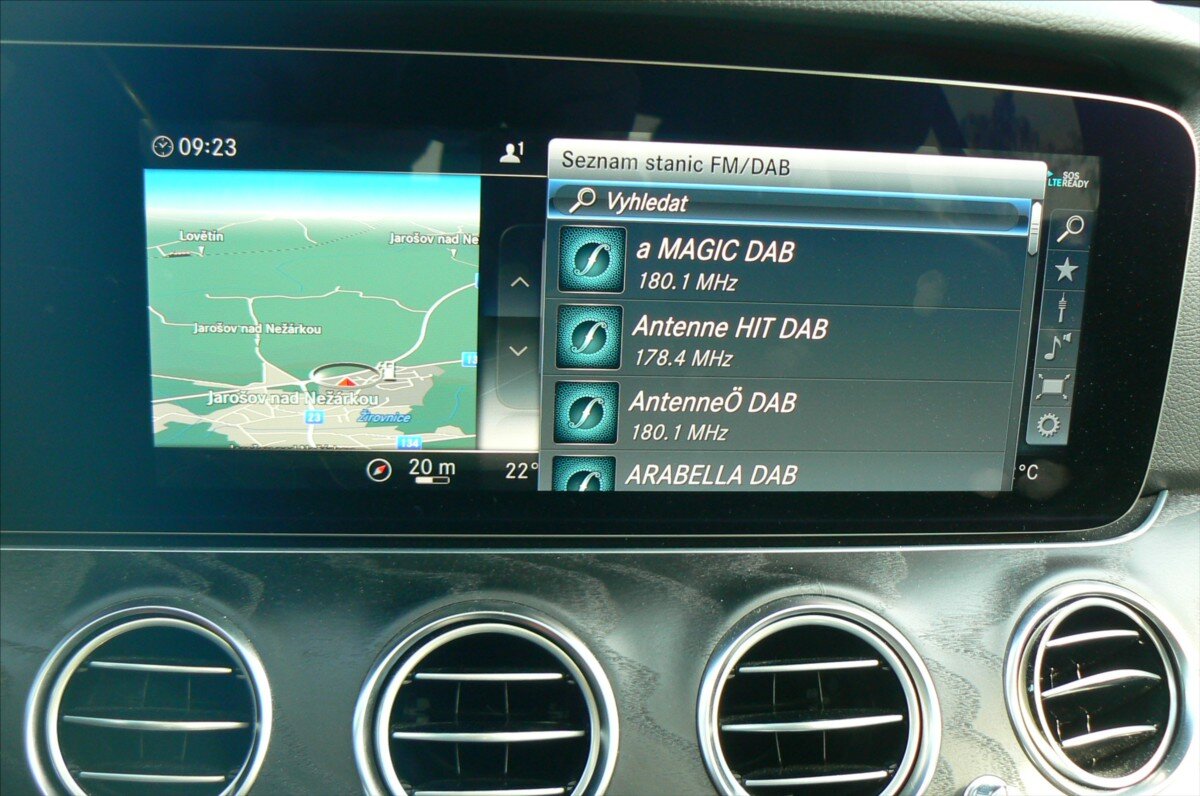 09:23
1
Seznam stanic FM/DAB
SOS
LTE READY
Vyhledat
Lovětín
Jarošov nad Ne
a MAGIC DAB
180.1 MHz
Jarošov nad Nežárkou
Antenne HIT DAB
178.4 MHz
Jarošov nad Nežárkou
23
Žirovnice
134
AntenneÖ DAB
180.1 MHz
20 m
22°
ARABELLA DAB
°C